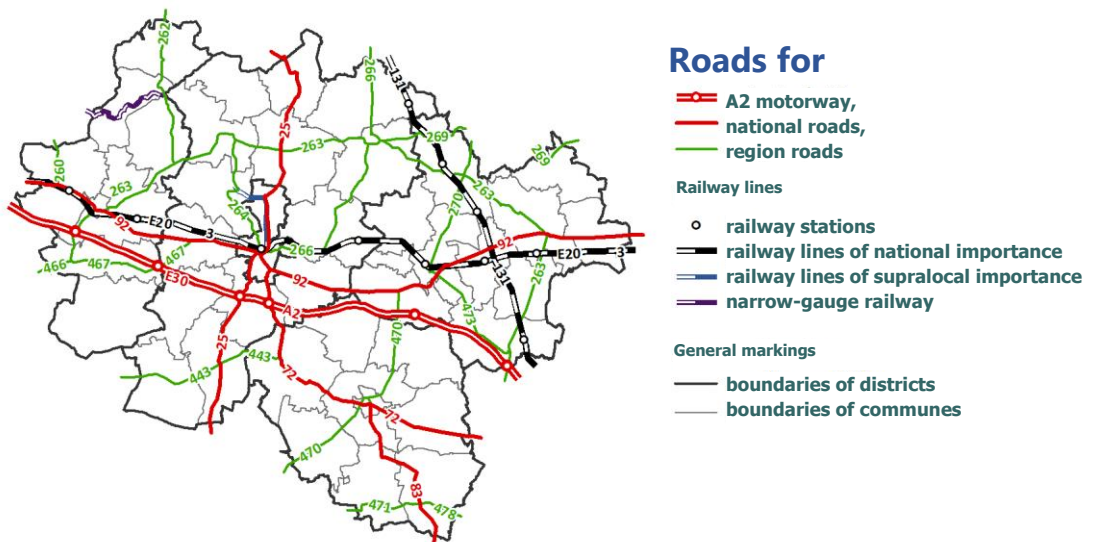 262
266
131
25
269
263
269
260
263
263
264
270
E20
3
92
266
92
E20
3
466
467
467
131
263
E30
92
A2
473
25
470
443
443
72
72
470
83
471
478
Roads for
A2 motorway,
national roads,
region roads
Railway lines
railway stations
railway lines of national importance
railway lines of supralocal importance
narrow-gauge railway
General markings
boundaries of districts
boundaries of communes